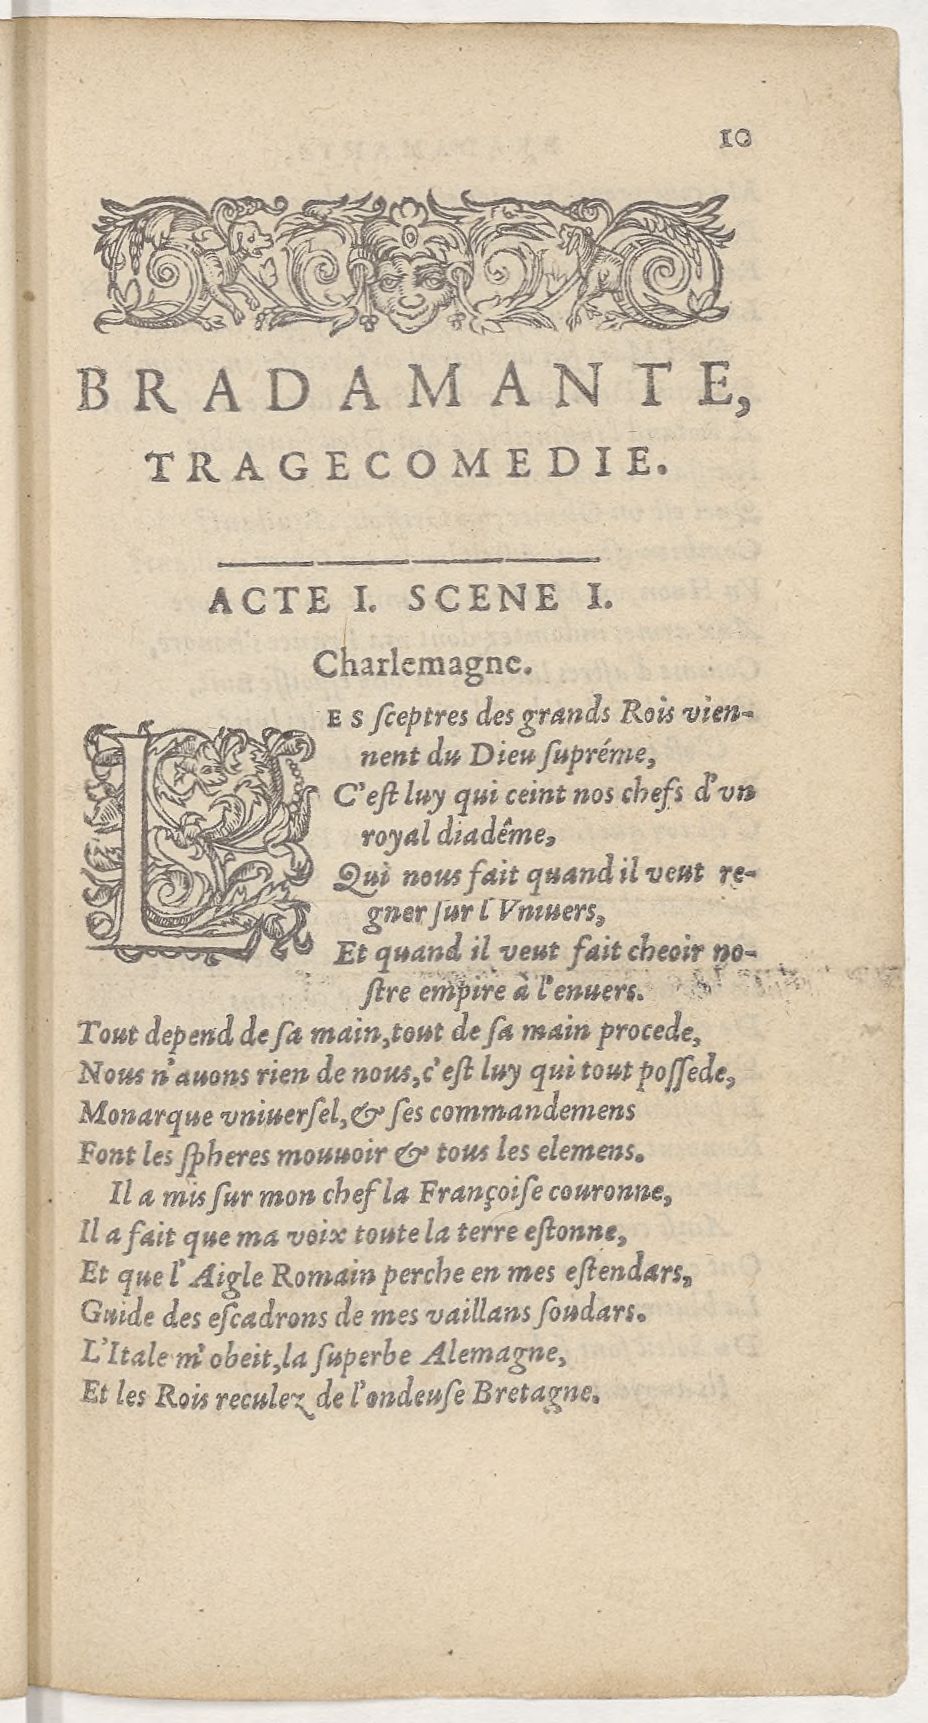 10
BRADAMANTE,
TRAGECOMEDIE.
ACTE I. SCENE I.
Charlemagne.
LES ſceptres des grands Rois vien-
nent du Dieu ſupréme,
C'eſt luy qui ceint nos chefs d'vn
royal diadême,
Qui nous fait quand il veut re-
gner ſur l'Vniuers,
Et quand il veut fait cheoir no-
ſtre empire à l'enuers.
Tout depend de ſa main, tout de ſa main procede,
Nous n'auons rien de nous, c'eſt luy qui tout poſſede,
Monarque vniuerſel, & ſes commandemens
Font les ſpheres mouuoir & tous les elemens.
Il a mis ſur mon chef la Françoiſe couronne,
Il a fait que ma voix toute la terre eſtonne,
Et que l'Aigle Romain perche en mes eſtendars,
Guide des eſcadrons de mes vaillans ſoudars.
L'Itale m'obeit, la ſuperbe Alemagne,
Et les Rois reculez de l'ondeuſe Bretagne.